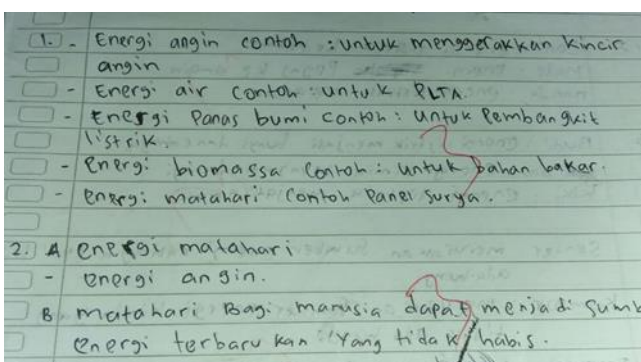 1. - Energi angin contoh : untuk menggerakkan kincir
angin
- Energi air contoh : untuk PLTA.
- Energi Panas bumi contoh : untuk Pembangkit
listrik.
- Energi biomassa contoh : untuk bahan bakar.
- energi matahari contoh Panel surya.
2. A energi matahari
- energi angin.
B matahari Bagi manusia dapat menjadi sumb
energi terbaru kan yang tidak habis.